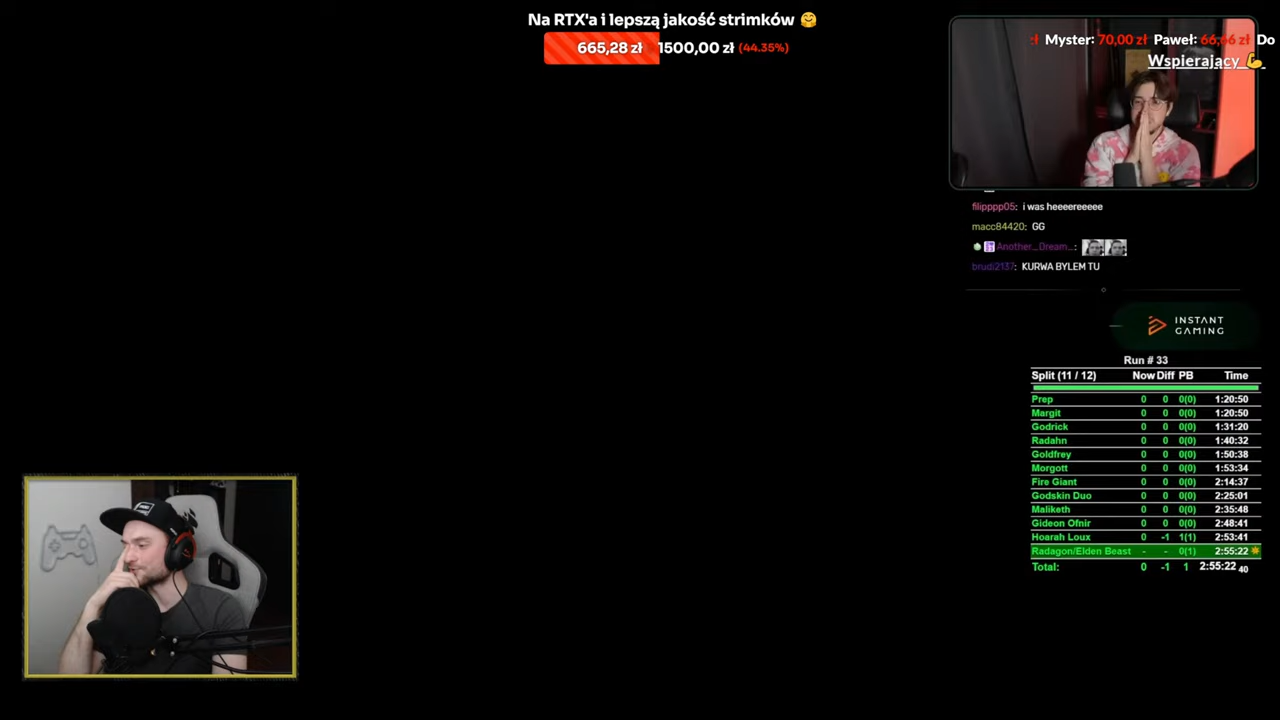 Na RTX'a i lepszą jakość strimków 🤗
665,28 zł 1500,00 zł (44.35%)
Myster: 70,00 zł Paweł: 66,66 zł Do
Wspierający 💪
filipppp05: i was heeeereeeee
macc84420: GG
Another_Dream_:
brudi2137: KURWA BYLEM TU
INSTANT
GAMING
Run # 33
Split (11 / 12) Now Diff PB Time
Prep 0 0 0(0) 1:20:50
Margit 0 0 0(0) 1:20:50
Godrick 0 0 0(0) 1:31:20
Radahn 0 0 0(0) 1:40:32
Goldfrey 0 0 0(0) 1:50:38
Morgott 0 0 0(0) 1:53:34
Fire Giant 0 0 0(0) 2:14:37
Godskin Duo 0 0 0(0) 2:25:01
Maliketh 0 0 0(0) 2:35:48
Gideon Ofnir 0 0 0(0) 2:48:41
Hoarah Loux 0 -1 1(1) 2:53:41
Radagon/Elden Beast - - 0(1) 2:55:22
Total: 0 -1 1 2:55:22 40